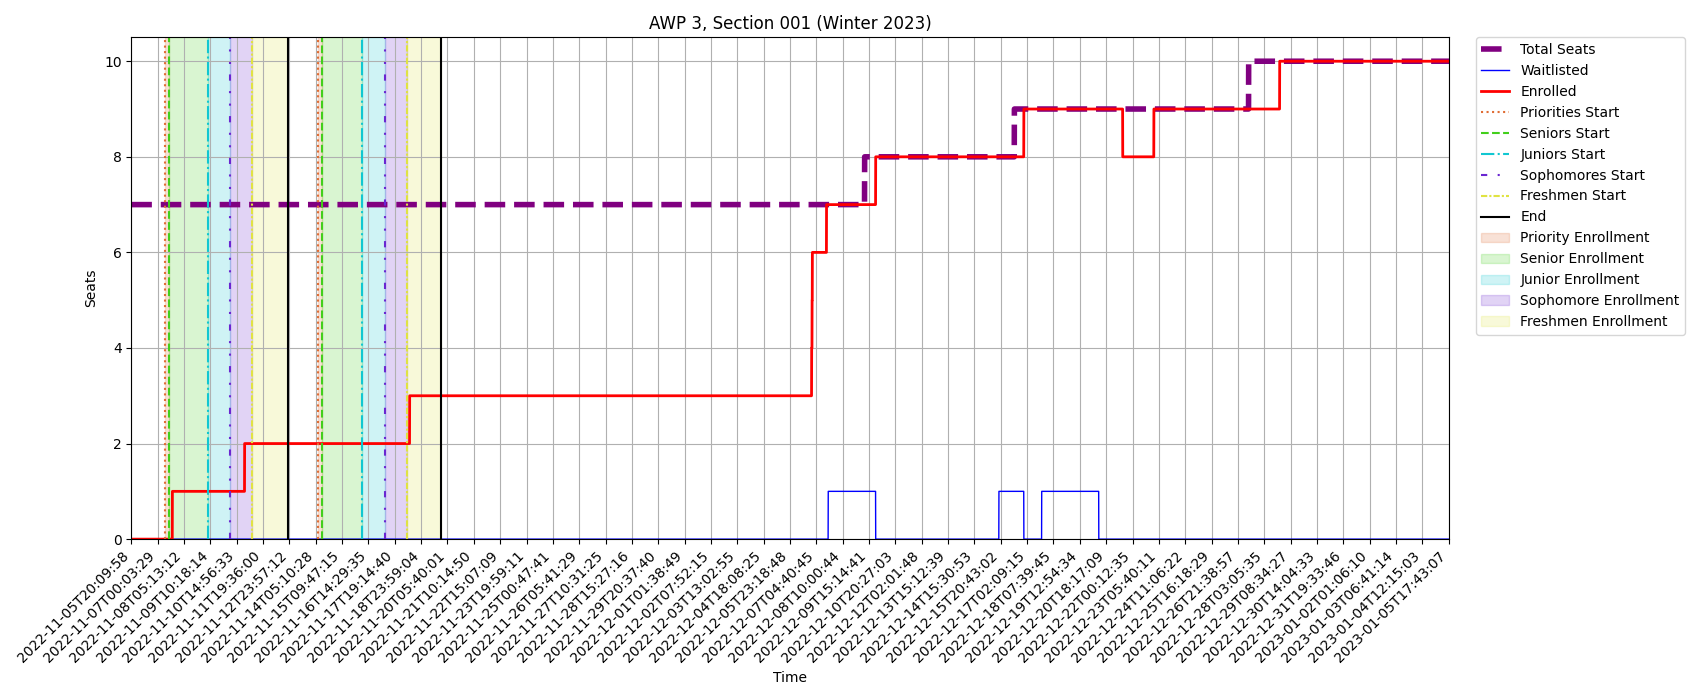 AWP 3, Section 001 (Winter 2023)
10
8
6
4
2
0
Seats
2022-11-05T20:09:58
2022-11-07T00:03:29
2022-11-08T05:13:12
2022-11-09T10:18:14
2022-11-10T14:56:33
2022-11-11T19:36:00
2022-11-12T23:57:12
2022-11-14T05:10:28
2022-11-15T09:47:15
2022-11-16T14:29:35
2022-11-17T19:14:40
2022-11-18T23:59:04
2022-11-20T05:40:01
2022-11-21T10:14:50
2022-11-22T15:07:09
2022-11-23T19:59:11
2022-11-25T00:47:41
2022-11-26T05:41:29
2022-11-27T10:31:25
2022-11-28T15:27:16
2022-11-29T20:37:40
2022-12-01T01:38:49
2022-12-02T07:52:15
2022-12-03T13:02:55
2022-12-04T18:08:25
2022-12-05T23:18:48
2022-12-07T04:40:45
2022-12-08T10:00:44
2022-12-09T15:14:41
2022-12-10T20:27:03
2022-12-12T02:01:48
2022-12-13T15:12:39
2022-12-14T15:30:53
2022-12-15T20:43:02
2022-12-17T02:09:15
2022-12-18T07:39:45
2022-12-19T12:54:34
2022-12-20T18:17:09
2022-12-22T00:12:35
2022-12-23T05:40:11
2022-12-24T11:06:22
2022-12-25T16:18:29
2022-12-26T21:38:57
2022-12-28T03:05:35
2022-12-29T08:34:27
2022-12-30T14:04:33
2022-12-31T19:33:46
2023-01-02T01:06:10
2023-01-03T06:41:14
2023-01-04T12:15:03
2023-01-05T17:43:07
Time
Total Seats
Waitlisted
Enrolled
Priorities Start
Seniors Start
Juniors Start
Sophomores Start
Freshmen Start
End
Priority Enrollment
Senior Enrollment
Junior Enrollment
Sophomore Enrollment
Freshmen Enrollment